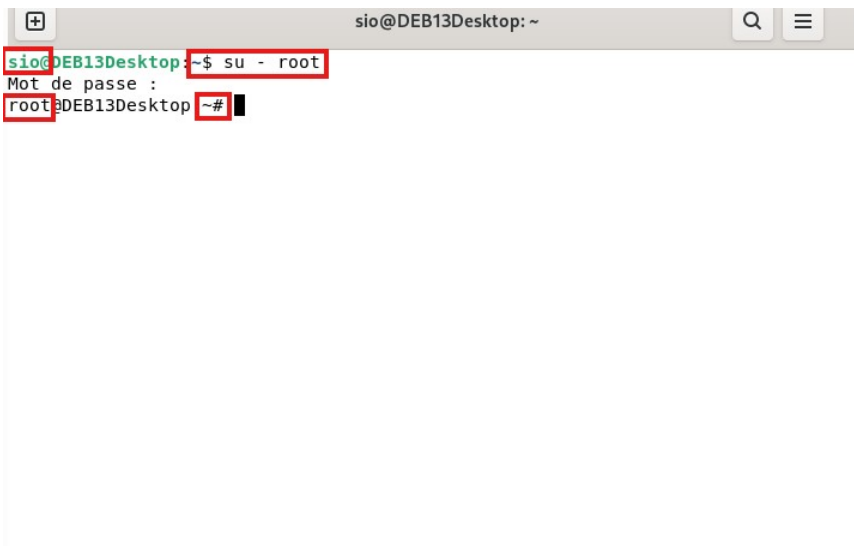 sio@DEB13Desktop: ~
sio@DEB13Desktop:~$ su - root
Mot de passe :
root@DEB13Desktop ~#